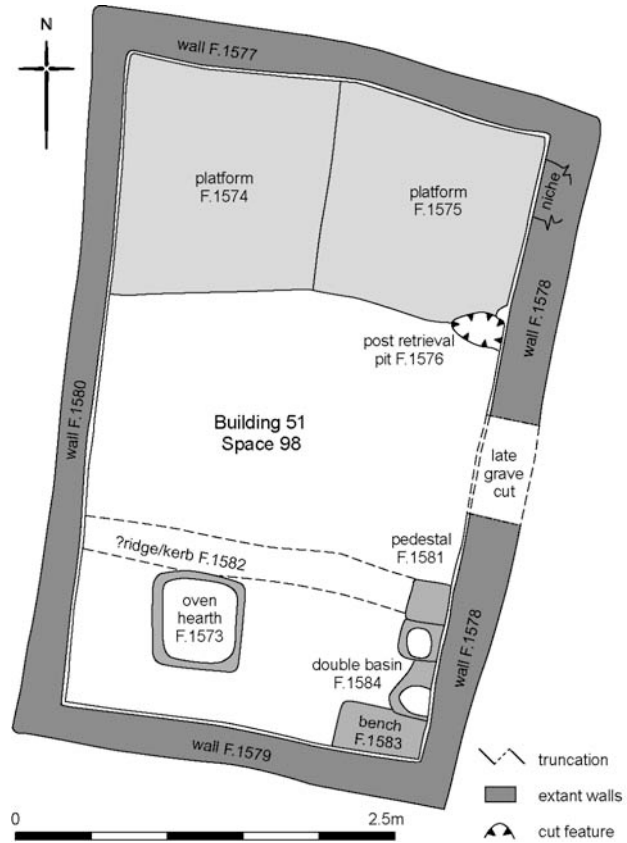 N
wall F.1577
platform
F.1574
platform
F.1575
niche
wall F.1578
post retrieval
pit F.1576
wall F.1580
Building 51
Space 98
late
grave
cut
pedestal
F.1581
?ridge/kerb F.1582
oven
hearth
F.1573
double basin
F.1584
wall F.1578
bench
F.1583
wall F.1579
truncation
extant walls
cut feature
0
2.5m